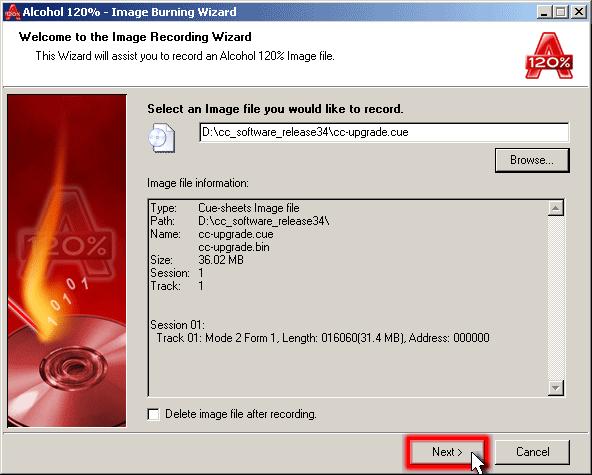 Alcohol 120% - Image Burning Wizard
Welcome to the Image Recording Wizard
This Wizard will assist you to record an Alcohol 120% Image file.
A 120%
Select an Image file you would like to record.
D:\cc_software_release34\cc-upgrade.cue
Browse...
Image file information:
Type: Cue-sheets Image file
Path: D:\cc_software_release34\
Name: cc-upgrade.cue
cc-upgrade.bin
Size: 36.02 MB
Session: 1
Track: 1
Session 01:
Track 01: Mode 2 Form 1, Length: 016060(31.4 MB), Address: 000000
A 120%
10101
Delete image file after recording.
Next >
Cancel